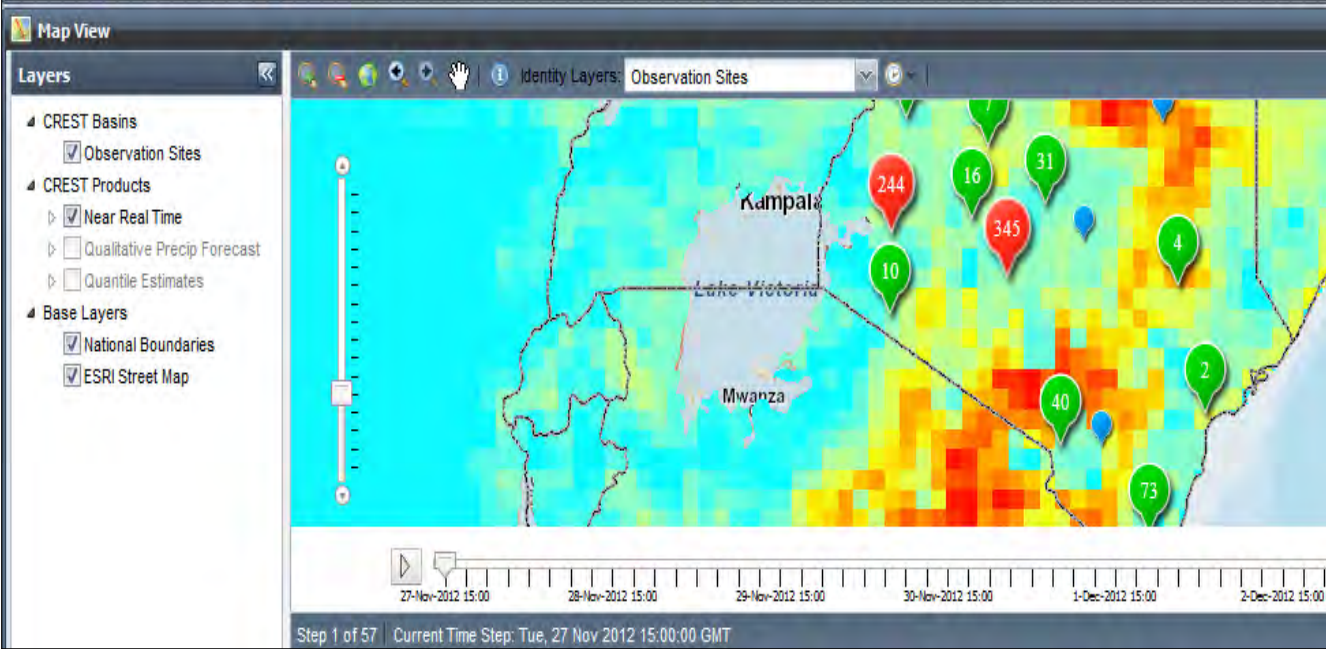 Map View
Layers
Identity Layers: Observation Sites
CREST Basins
Observation Sites
CREST Products
Near Real Time
Qualitative Precip Forecast
Quantile Estimates
Base Layers
National Boundaries
ESRI Street Map
7
31
16
244
Kampala
345
4
10
Lake Victoria
2
Mwanza
40
73
27-Nov-2012 15:00 28-Nov-2012 15:00 29-Nov-2012 15:00 30-Nov-2012 15:00 1-Dec-2012 15:00 2-Dec-2012 15:00
Step 1 of 57 Current Time Step: Tue, 27 Nov 2012 15:00:00 GMT